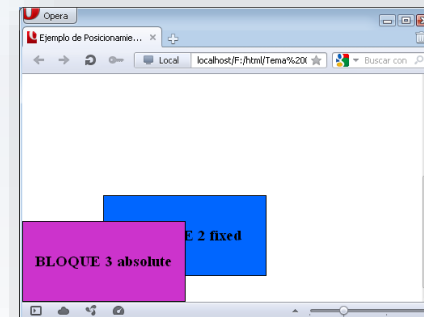 Opera
Ejemplo de Posicionamie...
Local localhost/F:/html/Tema%20( Buscar con
E 2 fixed
BLOQUE 3 absolute